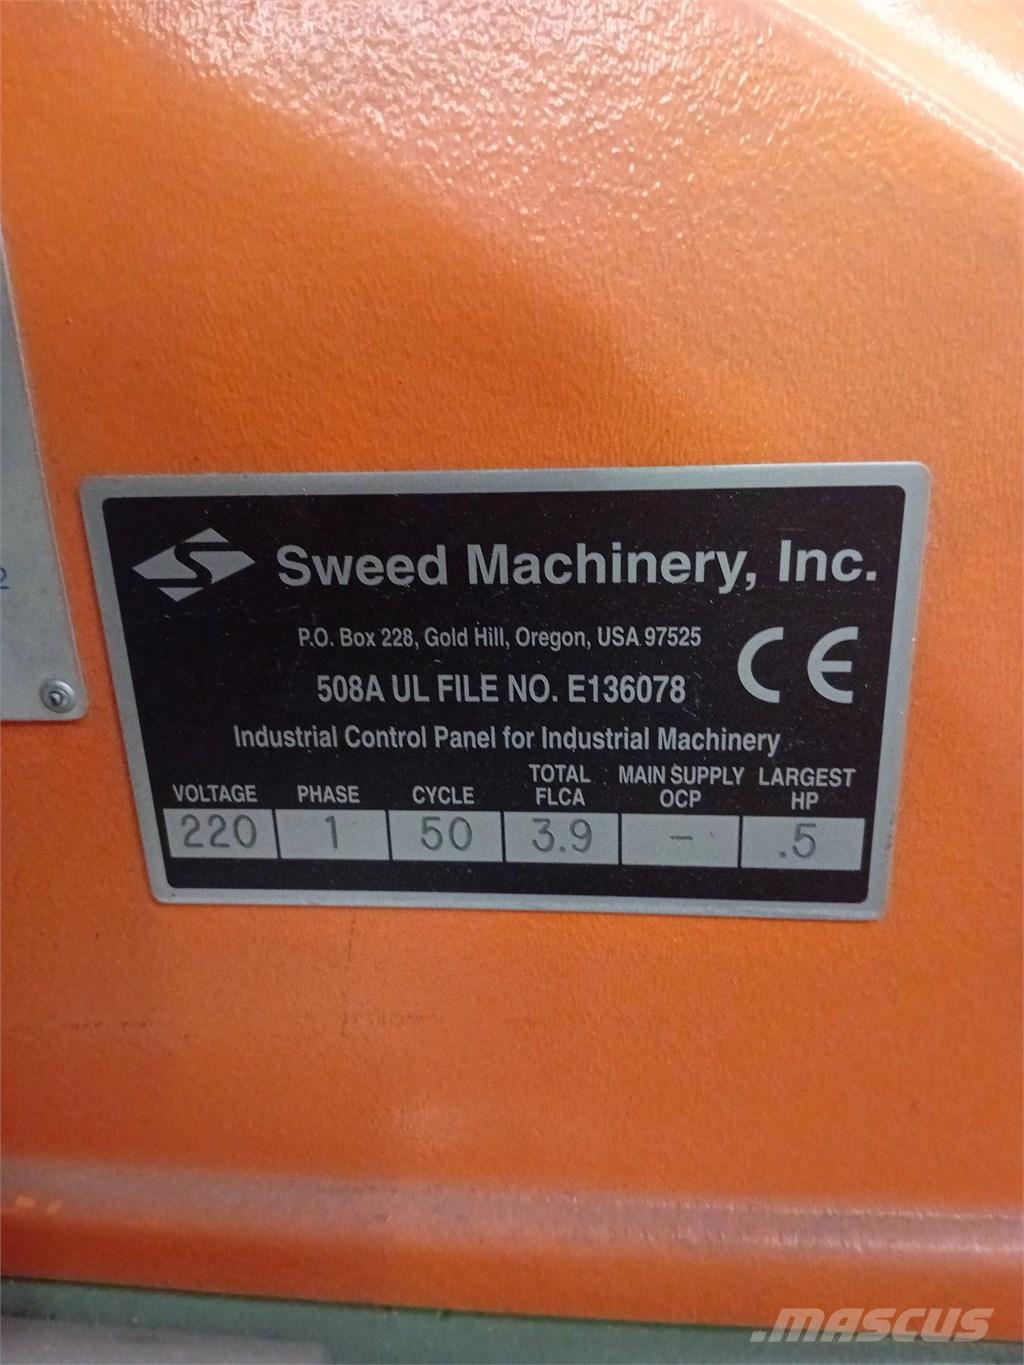 Sweed Machinery, Inc.
P.O. Box 228, Gold Hill, Oregon, USA 97525
CE
508A UL FILE NO. E136078
Industrial Control Panel for Industrial Machinery
VOLTAGE PHASE CYCLE TOTAL FLCA MAIN SUPPLY OCP LARGEST HP
220 1 50 3.9 - .5
2
MASCUS